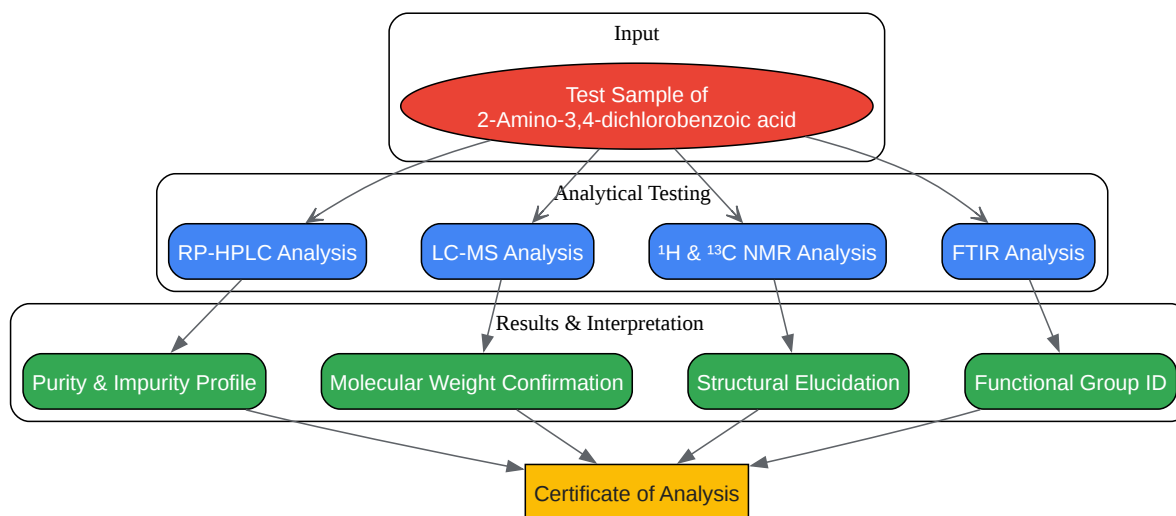 Input
Test Sample of
2-Amino-3,4-dichlorobenzoic acid
Analytical Testing
RP-HPLC Analysis
LC-MS Analysis
¹H & ¹³C NMR Analysis
FTIR Analysis
Results & Interpretation
Purity & Impurity Profile
Molecular Weight Confirmation
Structural Elucidation
Functional Group ID
Certificate of Analysis